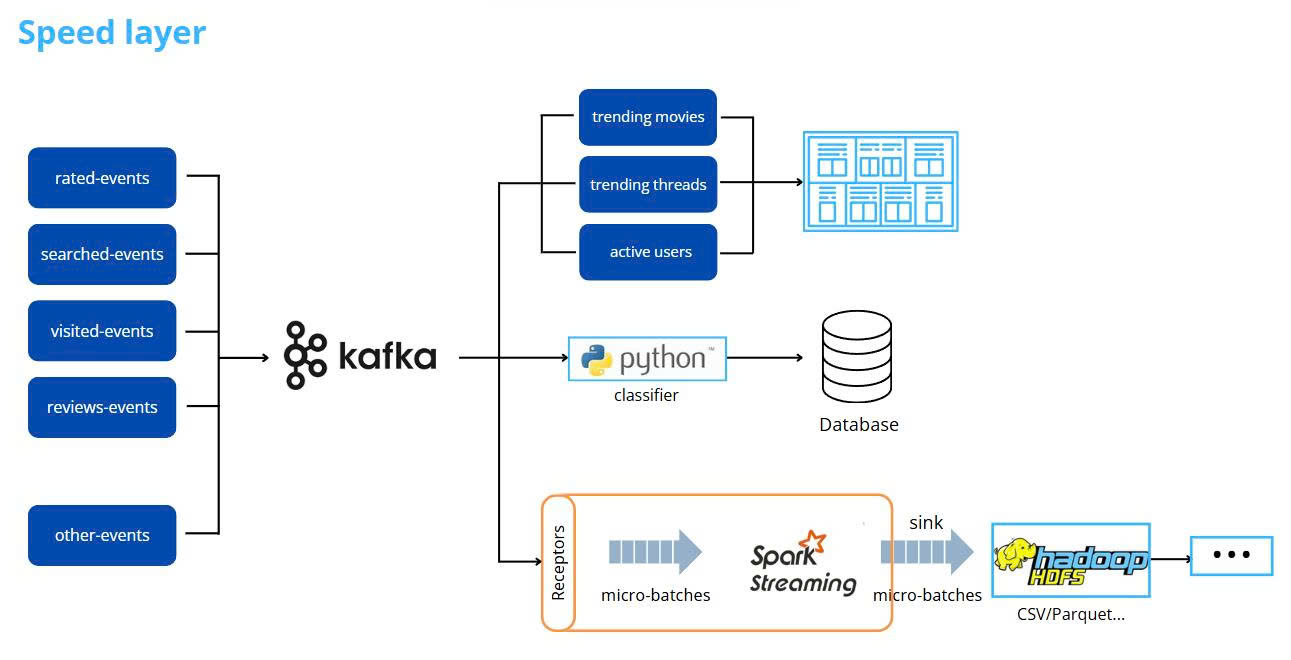 Speed layer
rated-events
searched-events
visited-events
reviews-events
other-events
kafka
trending movies
trending threads
active users
python™
classifier
Database
Receptors
micro-batches
Spark
Streaming
sink
micro-batches
hadoop
HDFS
CSV/Parquet...
...